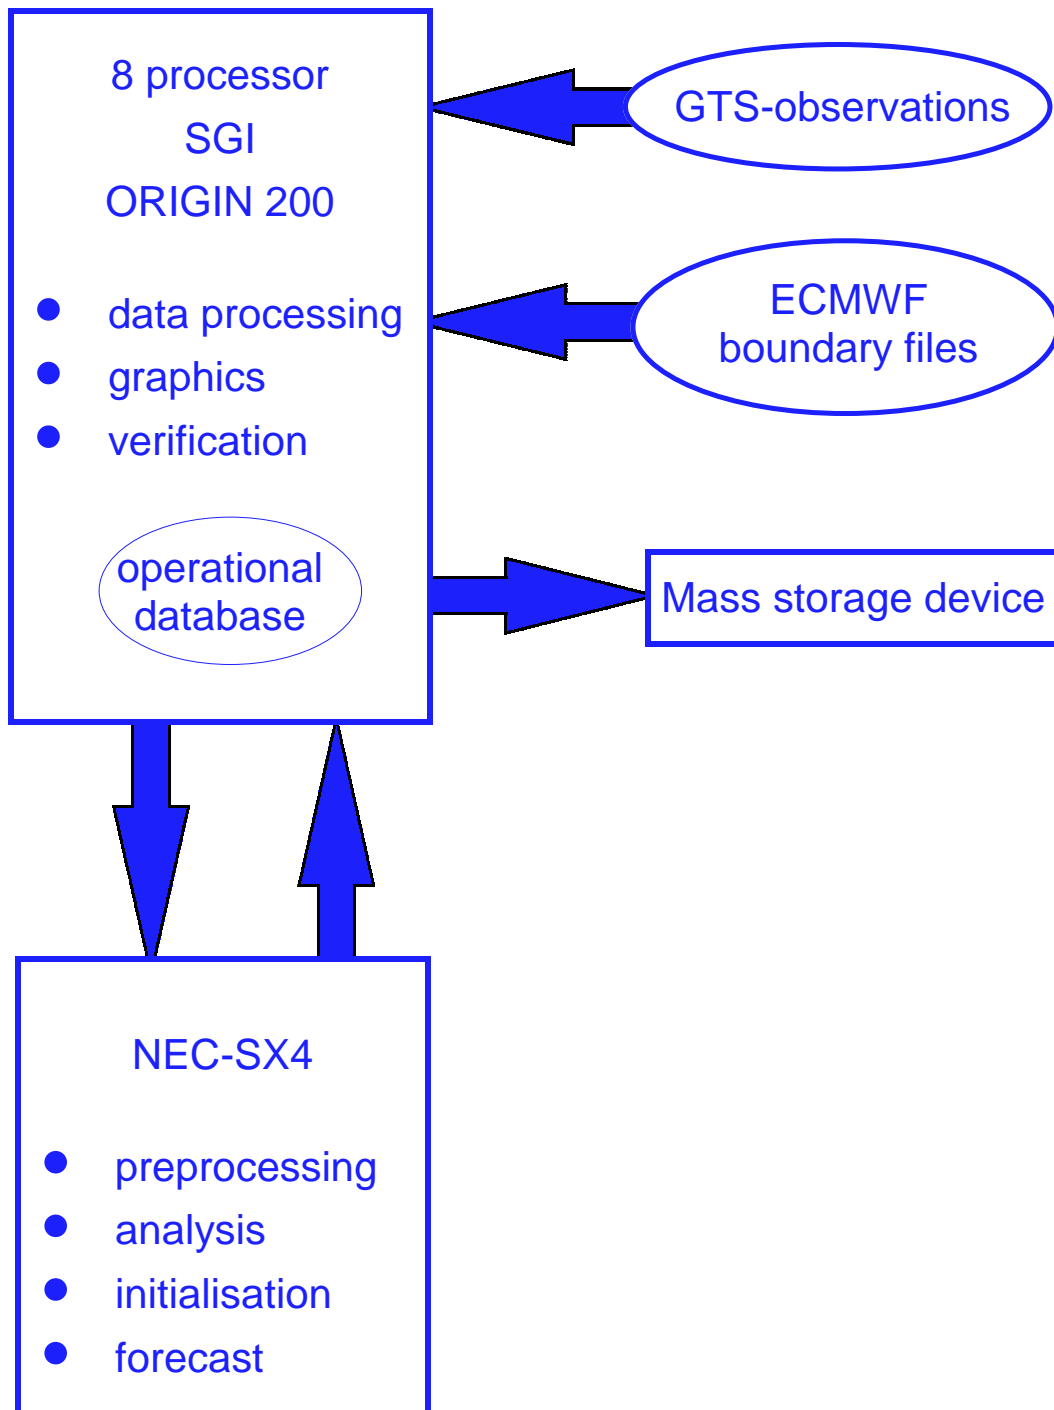 8 processor
SGI
ORIGIN 200
data processing
graphics
verification
operational
database
GTS-observations
ECMWF
boundary files
Mass storage device
NEC-SX4
preprocessing
analysis
initialisation
forecast